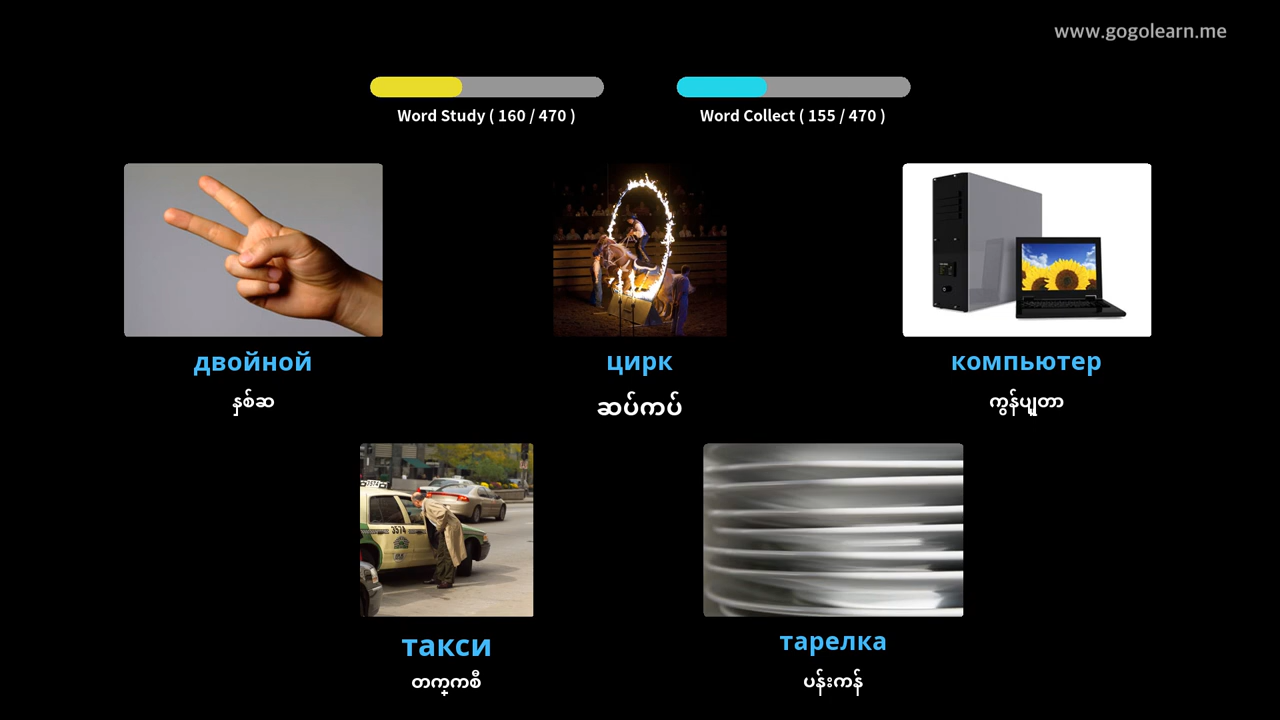 www.gogolearn.me
Word Study ( 160 / 470 )
Word Collect ( 155 / 470 )
двойной
цирк
компьютер
နှစ်ဆ
ဆပ်ကပ်
ကွန်ပျုတာ
3574
такси
тарелка
တက္ကစီ
ပန်းကန်